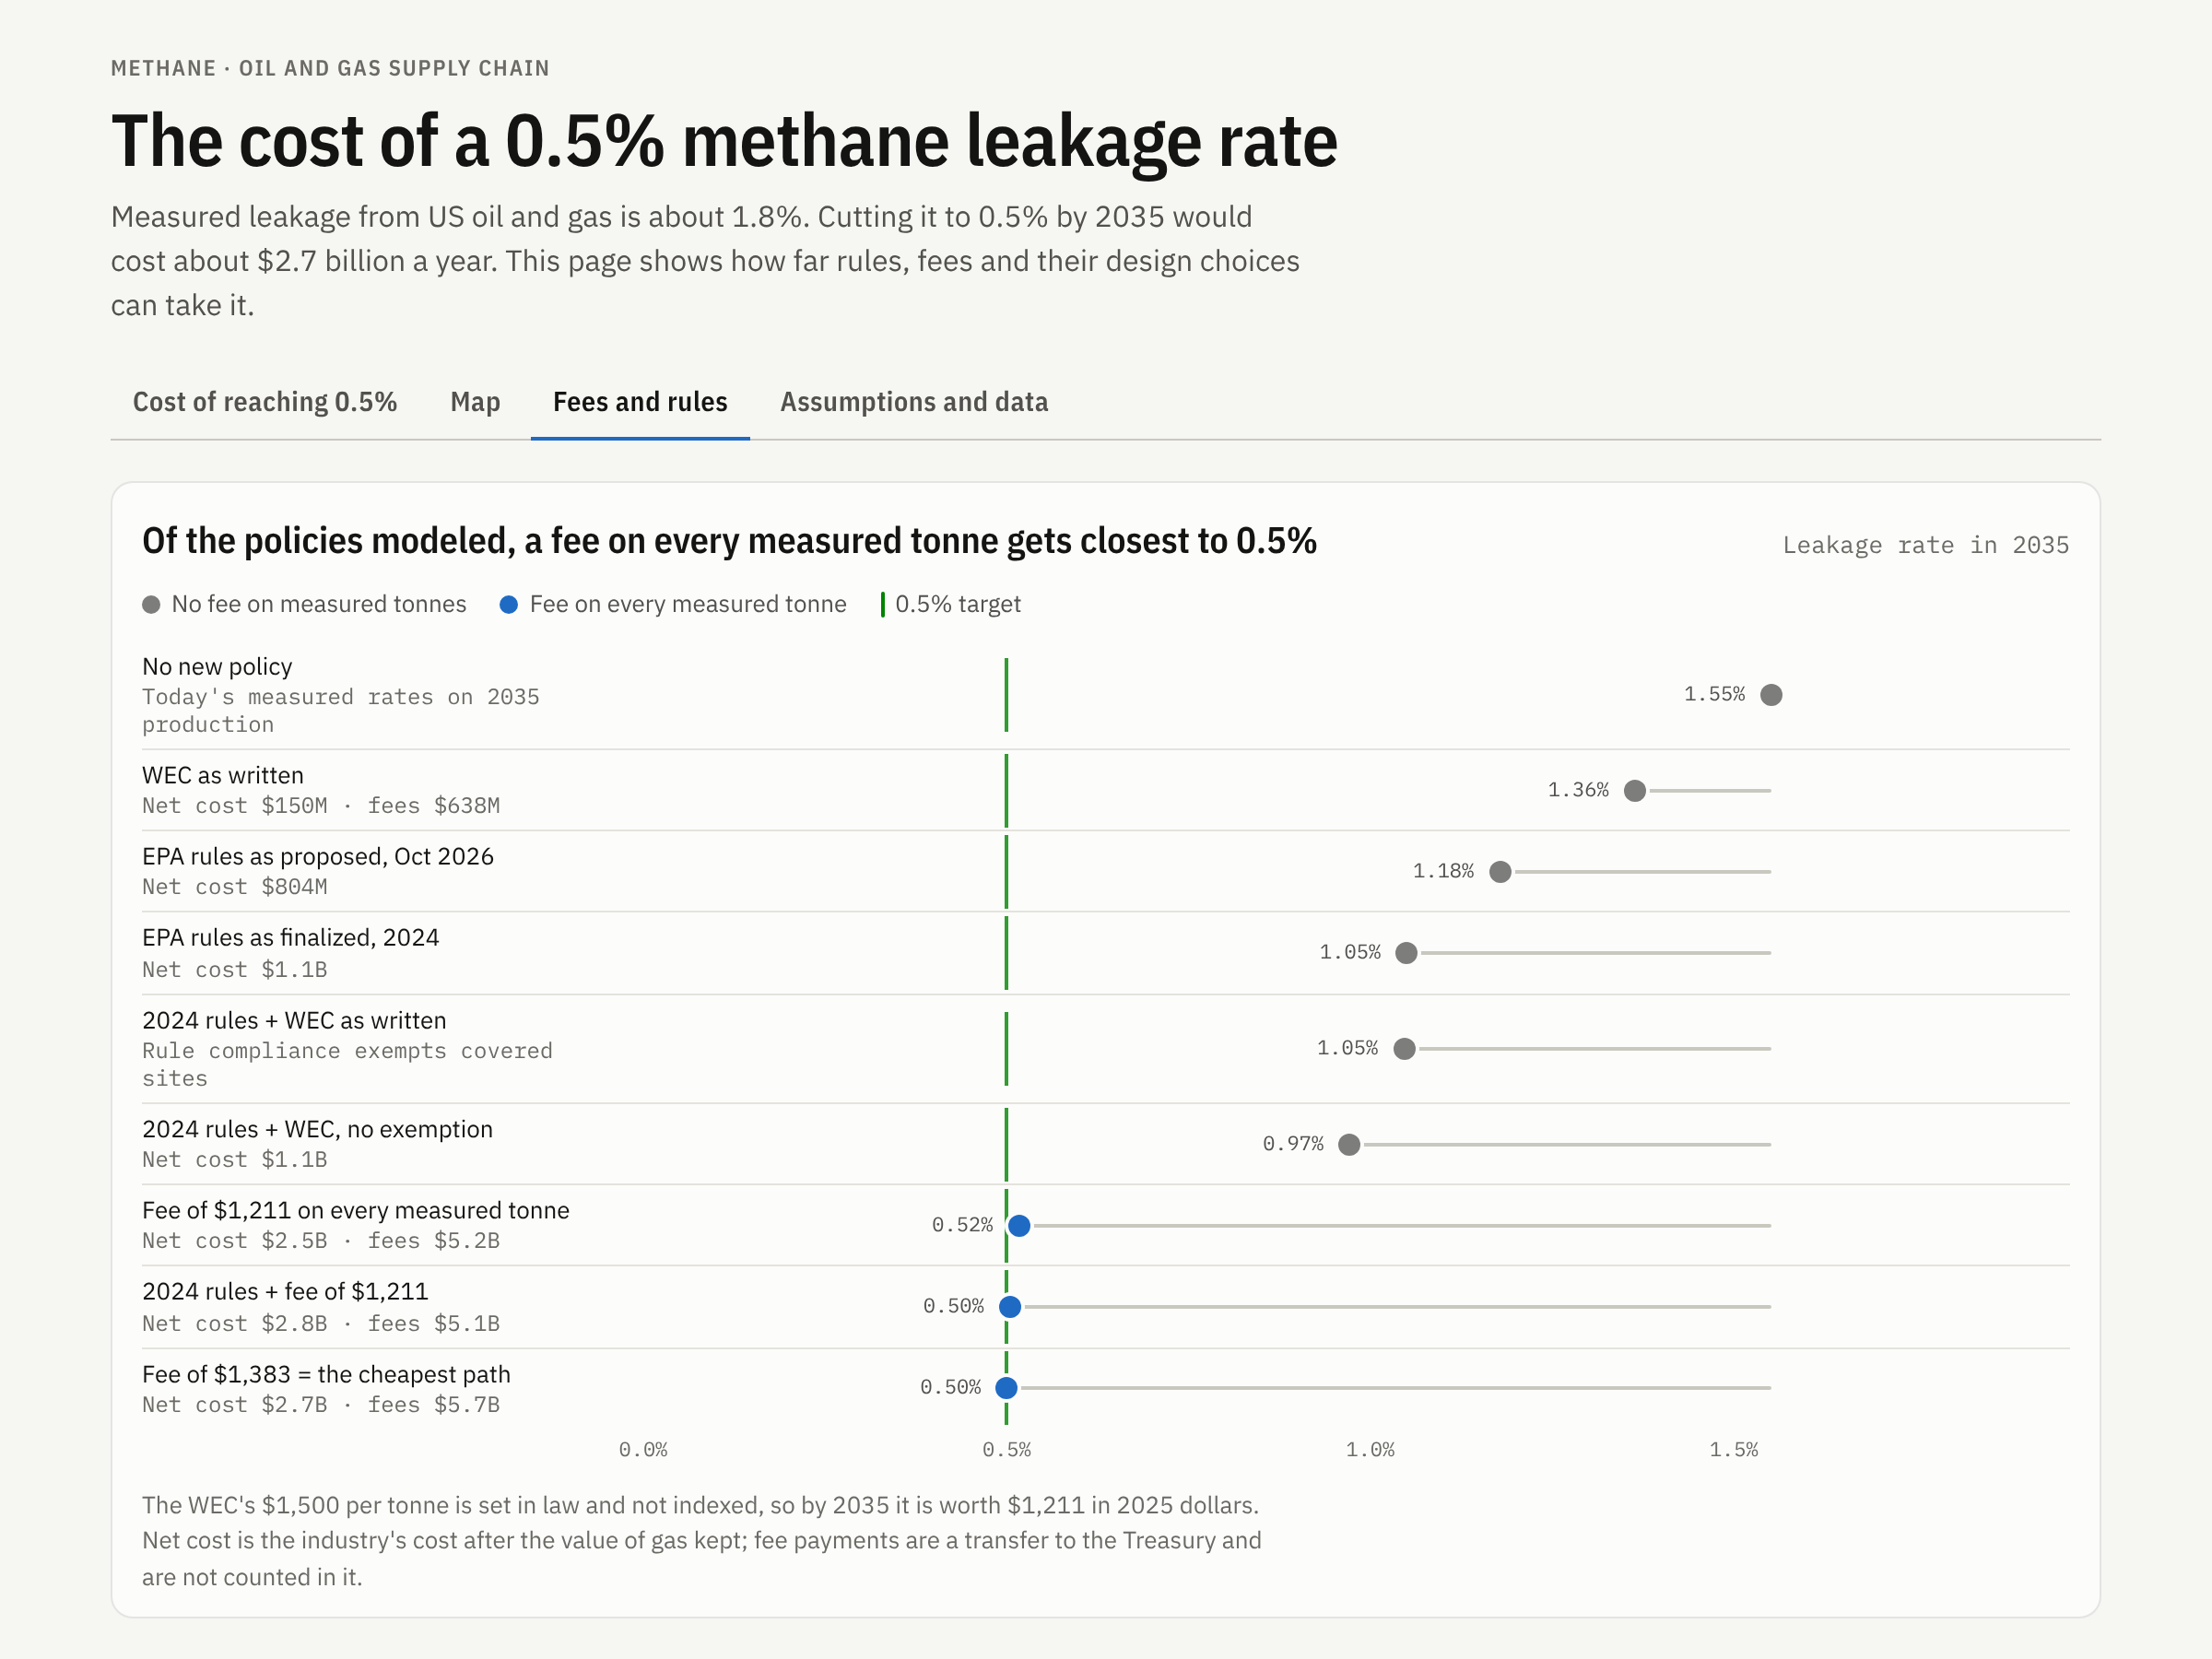 METHANE · OIL AND GAS SUPPLY CHAIN
The cost of a 0.5% methane leakage rate
Measured leakage from US oil and gas is about 1.8%. Cutting it to 0.5% by 2035 would
cost about $2.7 billion a year. This page shows how far rules, fees and their design choices
can take it.
Cost of reaching 0.5% Map Fees and rules Assumptions and data
Of the policies modeled, a fee on every measured tonne gets closest to 0.5%
Leakage rate in 2035
No fee on measured tonnes Fee on every measured tonne 0.5% target
No new policy
Today's measured rates on 2035
production
1.55%
WEC as written
Net cost $150M · fees $638M
1.36%
EPA rules as proposed, Oct 2026
Net cost $804M
1.18%
EPA rules as finalized, 2024
Net cost $1.1B
1.05%
2024 rules + WEC as written
Rule compliance exempts covered
sites
1.05%
2024 rules + WEC, no exemption
Net cost $1.1B
0.97%
Fee of $1,211 on every measured tonne
Net cost $2.5B · fees $5.2B
0.52%
2024 rules + fee of $1,211
Net cost $2.8B · fees $5.1B
0.50%
Fee of $1,383 = the cheapest path
Net cost $2.7B · fees $5.7B
0.50%
0.0% 0.5% 1.0% 1.5%
The WEC's $1,500 per tonne is set in law and not indexed, so by 2035 it is worth $1,211 in 2025 dollars.
Net cost is the industry's cost after the value of gas kept; fee payments are a transfer to the Treasury and
are not counted in it.